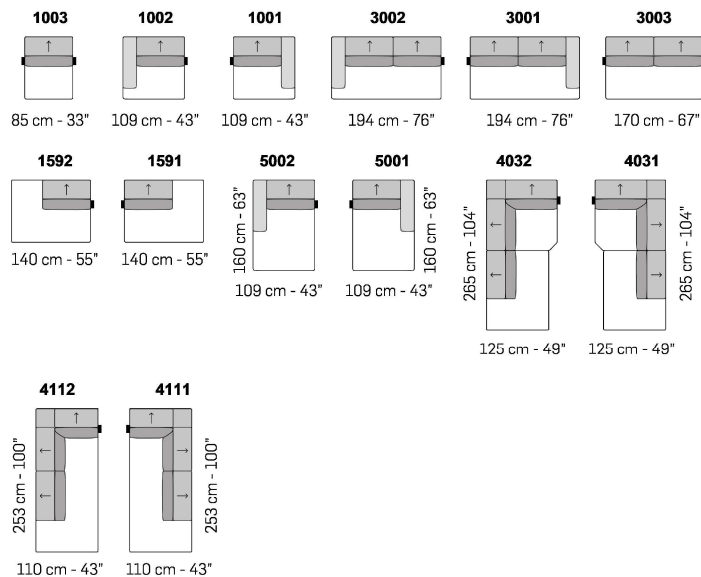 1003 1002 1001 3002 3001 3003
85 cm - 33" 109 cm - 43" 109 cm - 43" 194 cm - 76" 194 cm - 76" 170 cm - 67"
1592 1591 5002 5001 4032 4031
160 cm - 63" 160 cm - 63" 265 cm - 104" 265 cm - 104"
140 cm - 55" 140 cm - 55" 109 cm - 43" 109 cm - 43"
125 cm - 49" 125 cm - 49"
4112 4111
253 cm - 100" 253 cm - 100"
110 cm - 43" 110 cm - 43"